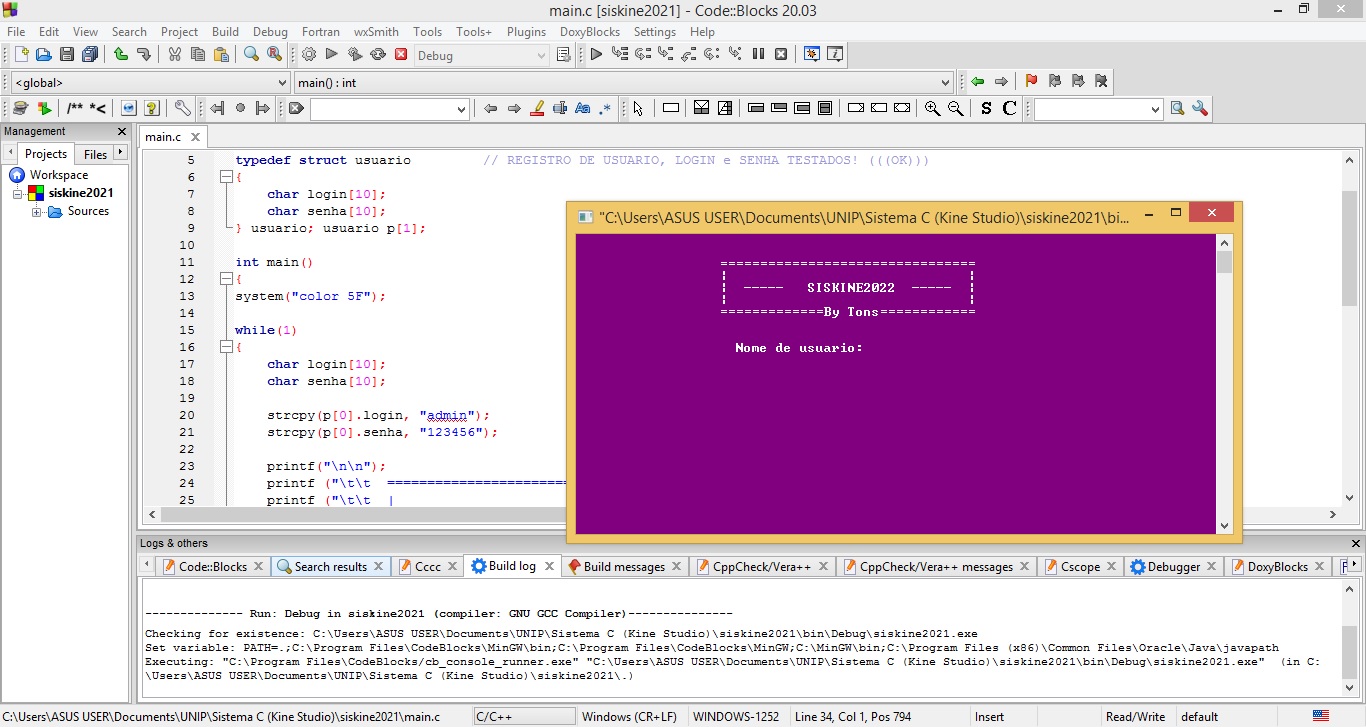 main.c [siskine2021] - Code::Blocks 20.03
File Edit View Search Project Build Debug Fortran wxSmith Tools Tools+ Plugins DoxyBlocks Settings Help
Debug
<global> main() : int
/** *< Aa .* S C
Management
Projects Files
Workspace
siskine2021
Sources
main.c
5 typedef struct usuario // REGISTRO DE USUARIO, LOGIN e SENHA TESTADOS! (((OK)))
6 {
7 char login[10];
8 char senha[10];
9 } usuario; usuario p[1];
10
11 int main()
12 {
13 system("color 5F");
14
15 while(1)
16 {
17 char login[10];
18 char senha[10];
19
20 strcpy(p[0].login, "admin");
21 strcpy(p[0].senha, "123456");
22
23 printf("\n\n");
24 printf ("\t\t =======================
25 printf ("\t\t |
"C:\Users\ASUS USER\Documents\UNIP\Sistema C (Kine Studio)\siskine2021\bi...
================================
| ----- SISKINE2022 ----- |
=============By Tons============
Nome de usuario:
Logs & others
Code::Blocks Search results Cccc Build log Build messages CppCheck/Vera++ CppCheck/Vera++ messages Cscope Debugger DoxyBlocks
-------------- Run: Debug in siskine2021 (compiler: GNU GCC Compiler)---------------
Checking for existence: C:\Users\ASUS USER\Documents\UNIP\Sistema C (Kine Studio)\siskine2021\bin\Debug\siskine2021.exe
Set variable: PATH=.;C:\Program Files\CodeBlocks\MinGW\bin;C:\Program Files\CodeBlocks\MinGW;C:\MinGW\bin;C:\Program Files (x86)\Common Files\Oracle\Java\javapath
Executing: "C:\Program Files\CodeBlocks/cb_console_runner.exe" "C:\Users\ASUS USER\Documents\UNIP\Sistema C (Kine Studio)\siskine2021\bin\Debug\siskine2021.exe" (in C:
\Users\ASUS USER\Documents\UNIP\Sistema C (Kine Studio)\siskine2021\.)
C:\Users\ASUS USER\Documents\UNIP\Sistema C (Kine Studio)\siskine2021\main.c C/C++ Windows (CR+LF) WINDOWS-1252 Line 34, Col 1, Pos 794 Insert Read/Write default